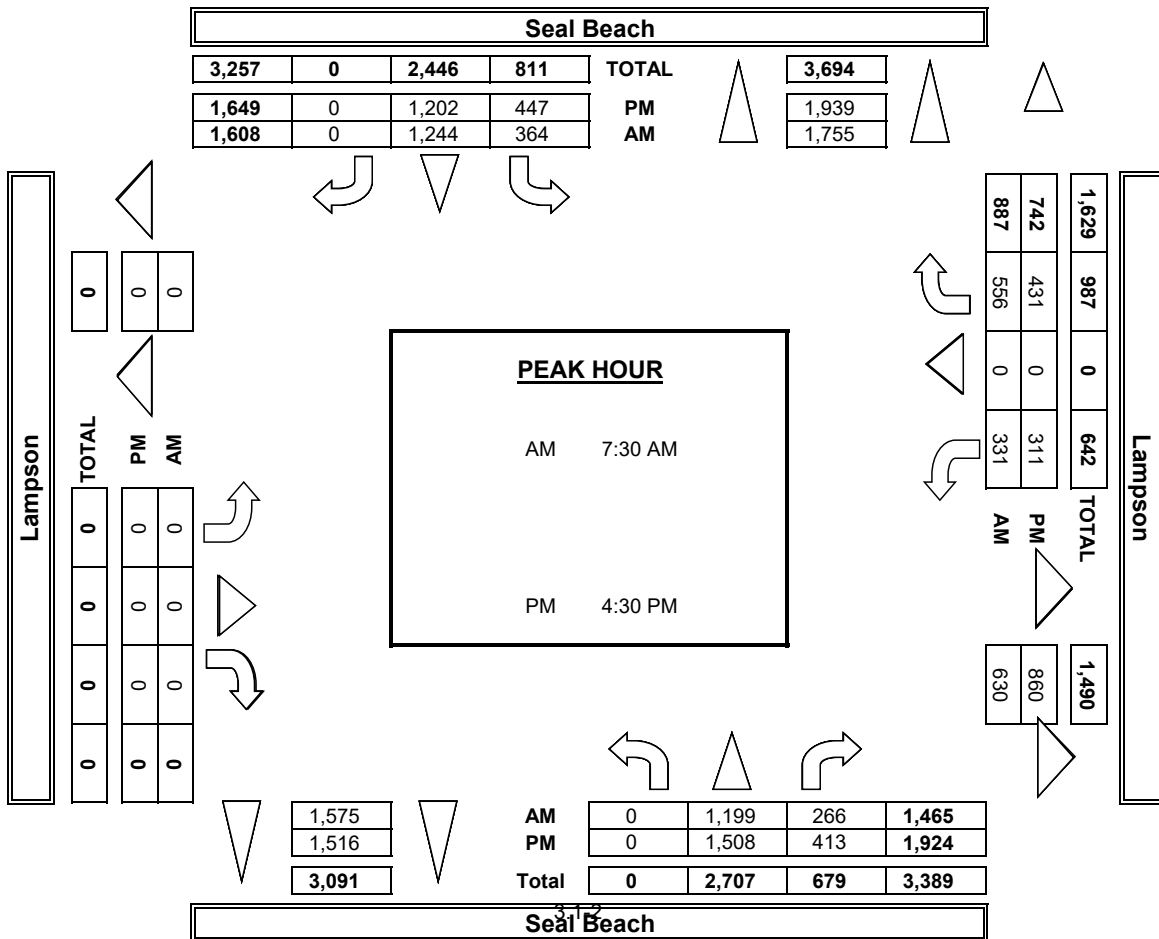 Seal Beach
3,257 0 2,446 811 TOTAL 3,694
1,649 0 1,202 447 PM 1,939
1,608 0 1,244 364 AM 1,755
Lampson
0 0 0
TOTAL PM AM
0 0 0
0 0 0
0 0 0
0 0 0
PEAK HOUR
AM 7:30 AM
PM 4:30 PM
1,629 987 0 642 TOTAL
742 431 0 311 PM
887 556 0 331 AM
1,490
860
630
Lampson
1,575 AM 0 1,199 266 1,465
1,516 PM 0 1,508 413 1,924
3,091 Total 0 2,707 679 3,389
3.1-2
Seal Beach